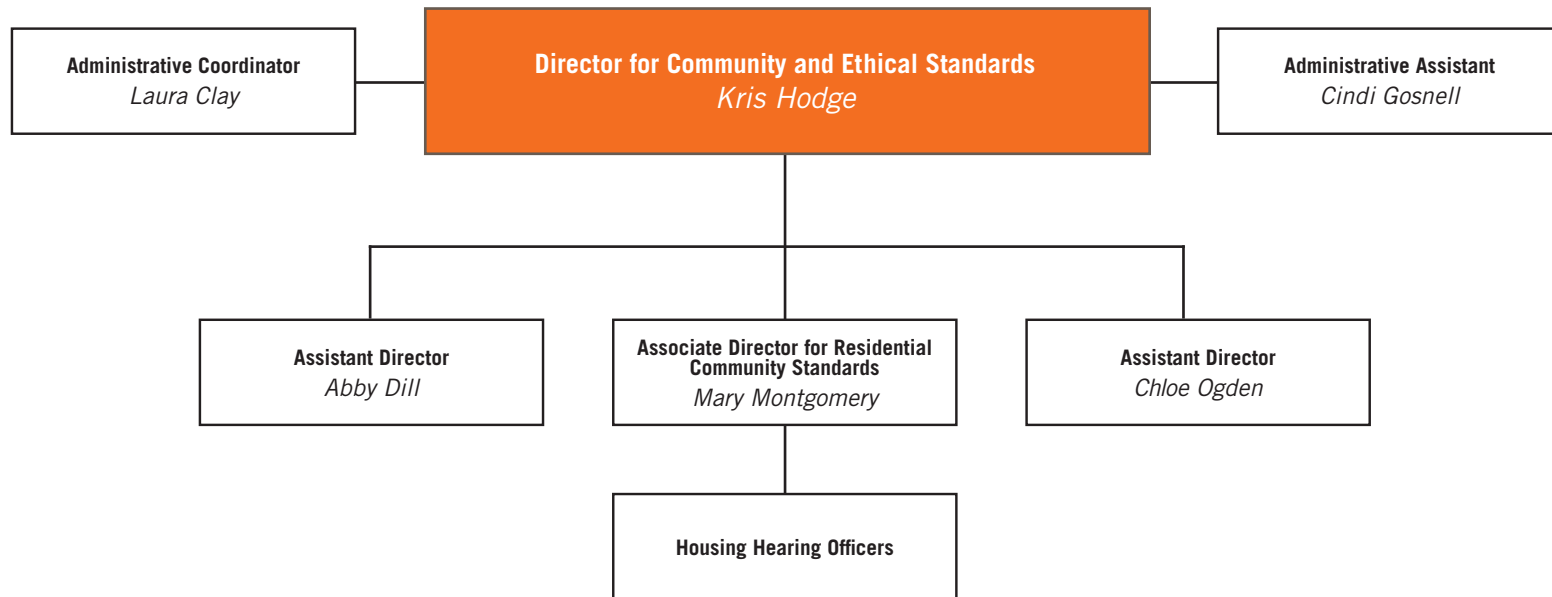 Administrative Coordinator
Laura Clay
Director for Community and Ethical Standards
Kris Hodge
Administrative Assistant
Cindi Gosnell
Assistant Director
Abby Dill
Associate Director for Residential
Community Standards
Mary Montgomery
Assistant Director
Chloe Ogden
Housing Hearing Officers